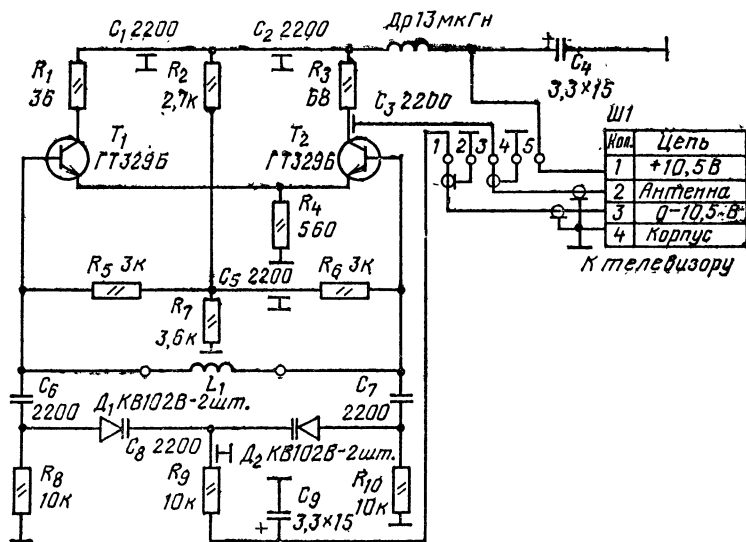 C1 2200
C2 2200
Др1 3 мкГн
R1
36
R2
2,7к
R3
68
C4
3,3×15
C3 2200
Ш1
T1
ГТ329Б
T2
ГТ329Б
1 2 3 4 5
Кон. Цепь
1 +10,5 В
2 Антенна
3 0-10,5 В
4 Корпус
К телевизору
R4
560
R5 3к
C5 2200
R6 3к
R7
3,6к
L1
C6
2200
C7
2200
Д1 КВ102В-2шт.
C8 2200
Д2 КВ102В-2шт.
R8
10к
R9
10к
C9
3,3×15
R10
10к